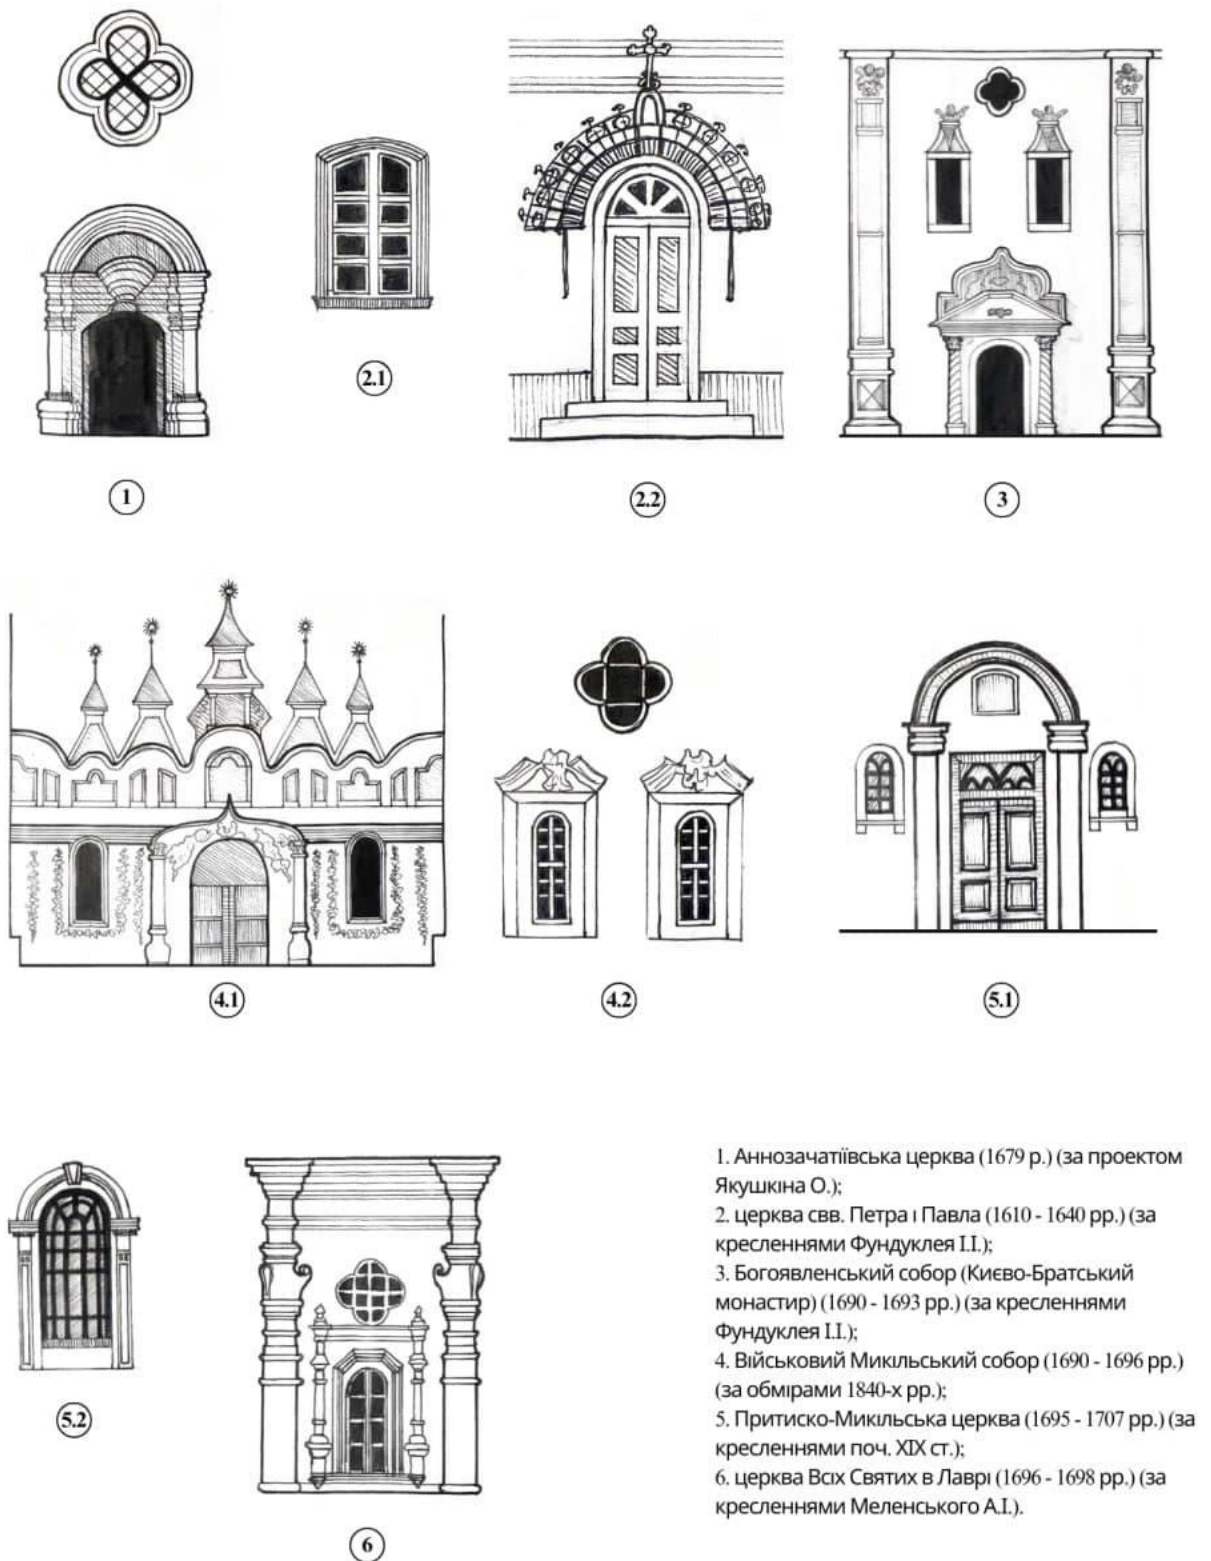 1
2.1
2.2
3
4.1
4.2
5.1
5.2
6
1. Аннозачатіївська церква (1679 р.) (за проектом
Якушкіна О.);
2. церква свв. Петра і Павла (1610 - 1640 рр.) (за
кресленнями Фундуклея І.І.);
3. Богоявленський собор (Києво-Братський
монастир) (1690 - 1693 рр.) (за кресленнями
Фундуклея І.І.);
4. Військовий Микільський собор (1690 - 1696 рр.)
(за обмірами 1840-х рр.);
5. Притиско-Микільська церква (1695 - 1707 рр.) (за
кресленнями поч. XIX ст.);
6. церква Всіх Святих в Лаврі (1696 - 1698 рр.) (за
кресленнями Меленського А.І.).